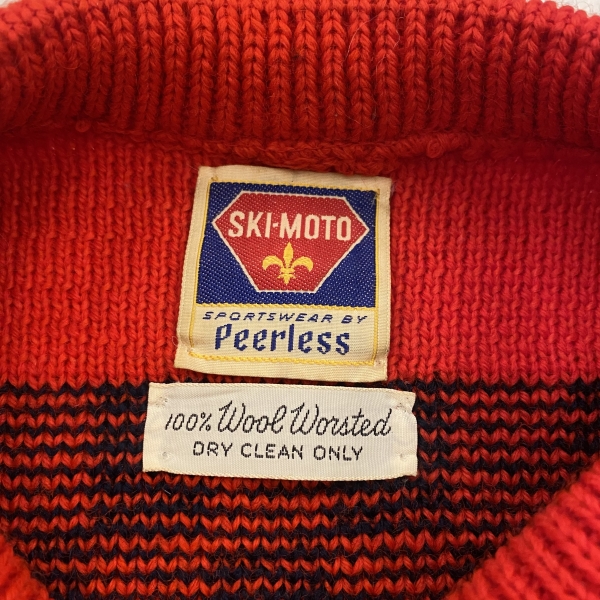 SKI-MOTO
SPORTSWEAR BY
Peerless
100% Wool Worsted
DRY CLEAN ONLY